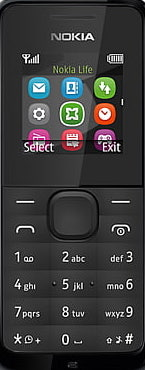 NOKIA
Nokia Life
Select Exit
1 2 abc def 3
4 ghi 5 jkl mno 6
7 pqrs 8 tuv wxyz 9
* + 0 #